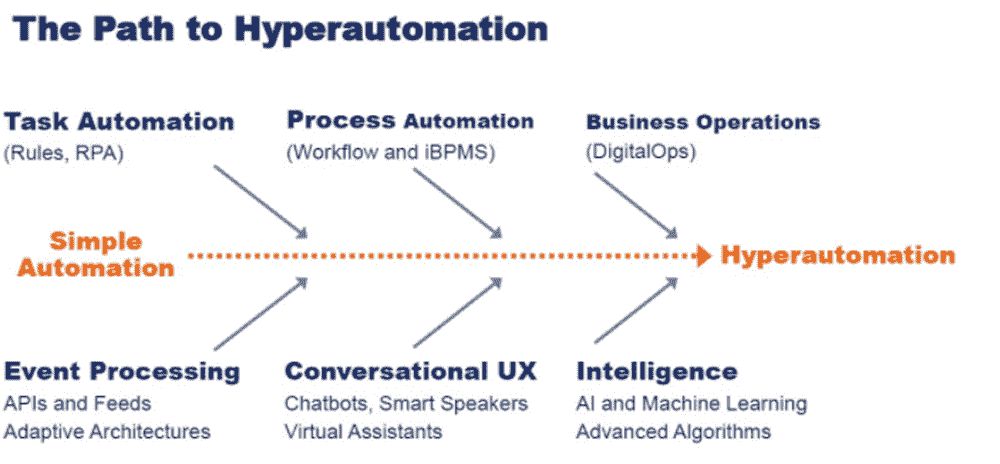 The Path to Hyperautomation
Task Automation
(Rules, RPA)
Process Automation
(Workflow and iBPMS)
Business Operations
(DigitalOps)
Simple
Automation
Hyperautomation
Event Processing
APIs and Feeds
Adaptive Architectures
Conversational UX
Chatbots, Smart Speakers
Virtual Assistants
Intelligence
AI and Machine Learning
Advanced Algorithms